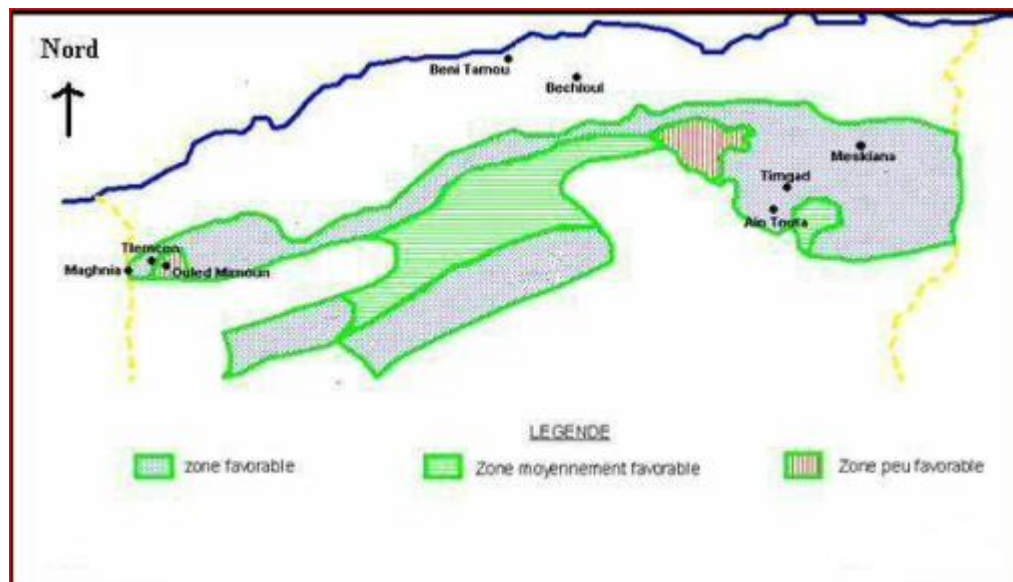 Nord
Beni Tamou
Bechloul
Meskiana
Timgad
Ain Touta
Tlemcen
Maghnia
Ouled Mimoun
LEGENDE
zone favorable
Zone moyennement favorable
Zone peu favorable